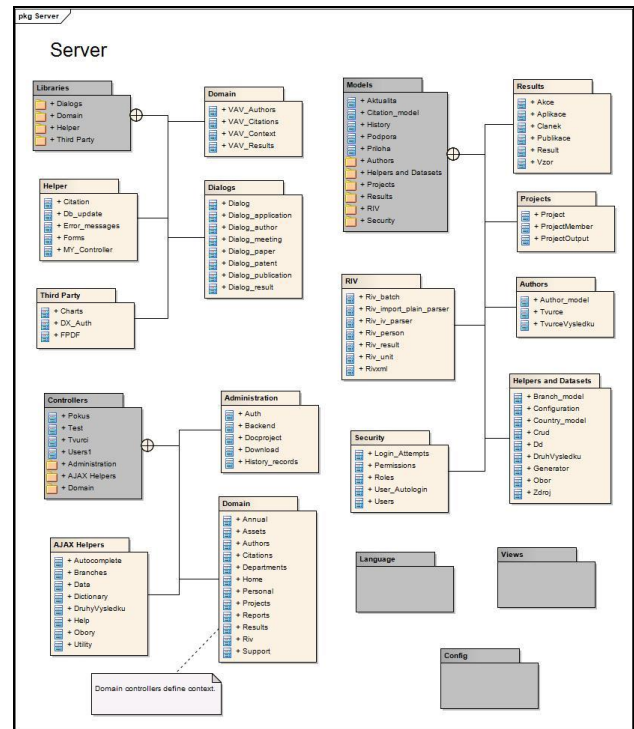 pkg Server
Server
Libraries
+ Dialogs
+ Domain
+ Helper
+ Third Party
Domain
+ VAV_Authors
+ VAV_Citations
+ VAV_Context
+ VAV_Results
Helper
+ Citation
+ Db_update
+ Error_messages
+ Forms
+ MY_Controller
Dialogs
+ Dialog
+ Dialog_application
+ Dialog_author
+ Dialog_meeting
+ Dialog_paper
+ Dialog_patent
+ Dialog_publication
+ Dialog_result
Third Party
+ Charts
+ DX_Auth
+ FPDF
Models
+ Aktualita
+ Citation_model
+ History
+ Podpora
+ Priloha
+ Authors
+ Helpers and Datasets
+ Projects
+ Results
+ RIV
+ Security
Results
+ Akce
+ Aplikace
+ Clanek
+ Publikace
+ Result
+ Vzor
Projects
+ Project
+ ProjectMember
+ ProjectOutput
RIV
+ Riv_batch
+ Riv_import_plain_parser
+ Riv_iv_parser
+ Riv_person
+ Riv_result
+ Riv_unit
+ Rivxml
Authors
+ Author_model
+ Tvurce
+ TvurceVysledku
Helpers and Datasets
+ Branch_model
+ Configuration
+ Country_model
+ Crud
+ Dd
+ DruhVysledku
+ Generator
+ Obor
+ Zdroj
Security
+ Login_Attempts
+ Permissions
+ Roles
+ User_Autologin
+ Users
Controllers
+ Pokus
+ Test
+ Tvurci
+ Users1
+ Administration
+ AJAX Helpers
+ Domain
Administration
+ Auth
+ Backend
+ Docproject
+ Download
+ History_records
AJAX Helpers
+ Autocomplete
+ Branches
+ Data
+ Dictionary
+ DruhyVysledku
+ Help
+ Obory
+ Utility
Domain
+ Annual
+ Assets
+ Authors
+ Citations
+ Departments
+ Home
+ Personal
+ Projects
+ Reports
+ Results
+ Riv
+ Support
Domain controllers define context.
Language
Views
Config